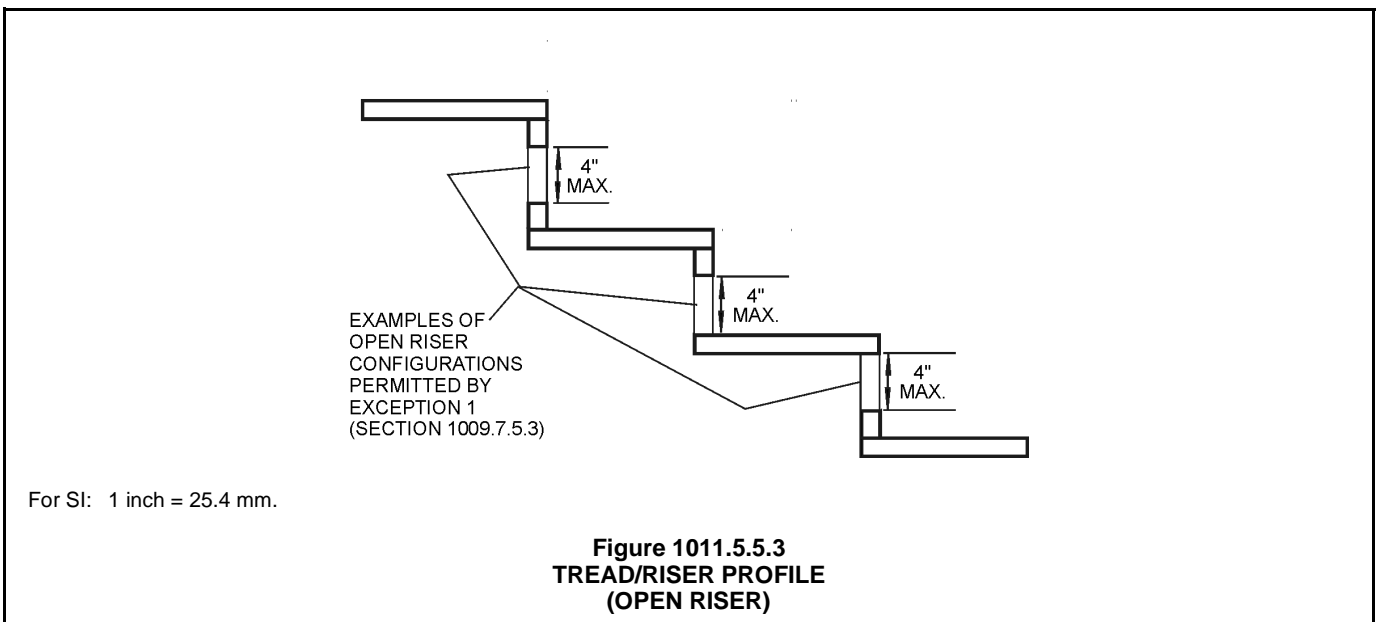 4"
MAX.
4"
MAX.
4"
MAX.
EXAMPLES OF
OPEN RISER
CONFIGURATIONS
PERMITTED BY
EXCEPTION 1
(SECTION 1009.7.5.3)
For SI: 1 inch = 25.4 mm.
Figure 1011.5.5.3
TREAD/RISER PROFILE
(OPEN RISER)